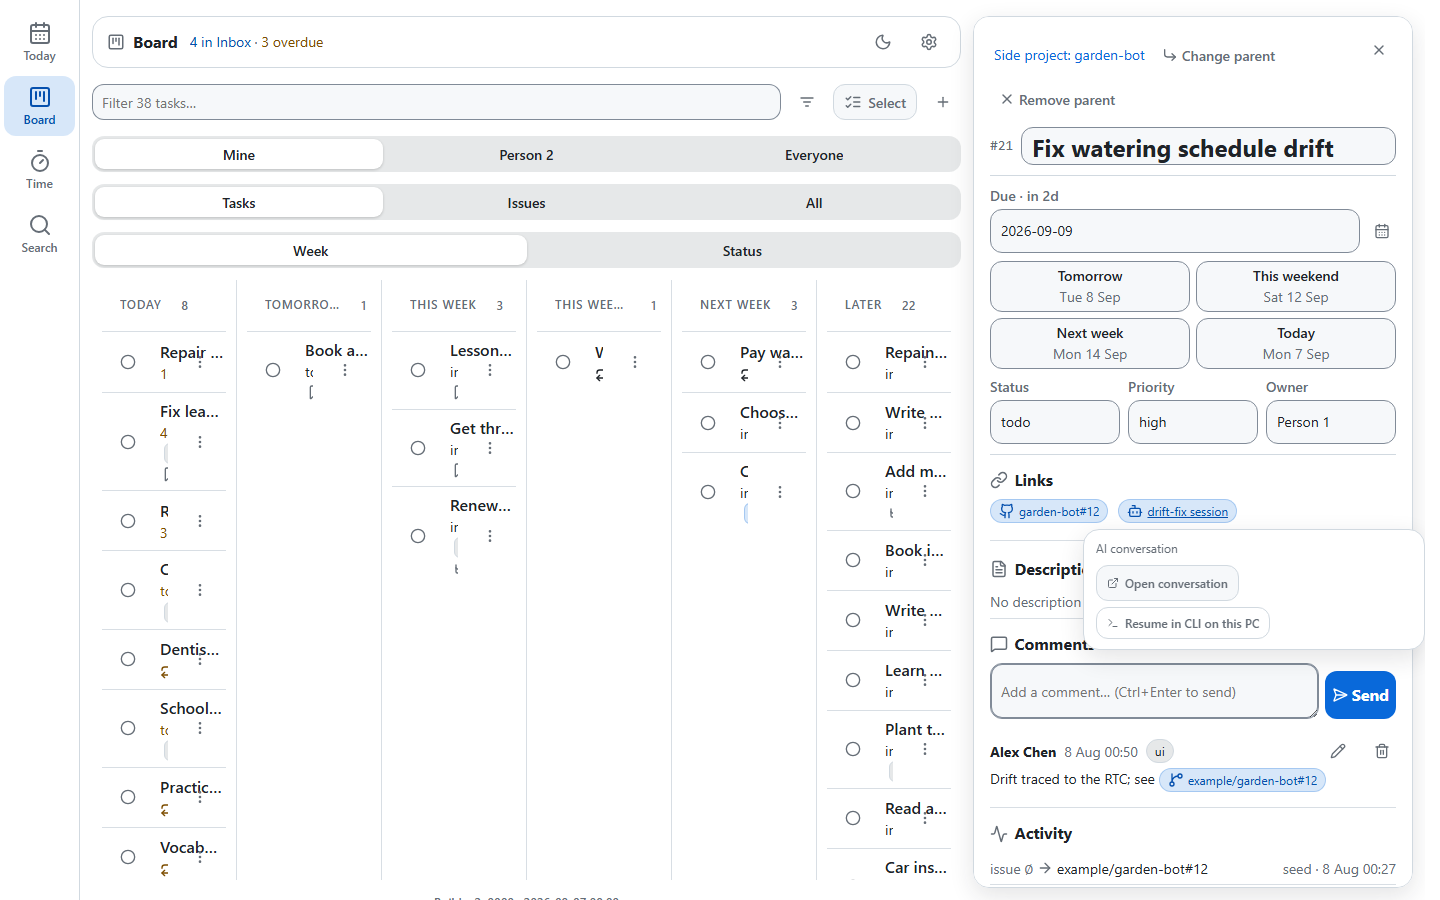 Today
Board
Time
Search
Board 4 in Inbox · 3 overdue
Filter 38 tasks...
Select
Mine Person 2 Everyone
Tasks Issues All
Week Status
TODAY 8
Repair ...
1
Fix lea...
4
R
3
C
Dentis...
School...
Practic...
Vocab...
TOMORRO... 1
Book a...
THIS WEEK 3
Lesson...
Get thr...
Renew...
THIS WEE... 1
NEXT WEEK 3
Pay wa...
Choos...
C
LATER 22
Repain...
Write ...
Add m...
Book i...
Write ...
Learn ...
Plant t...
Read a...
Car ins...
Side project: garden-bot Change parent
Remove parent
#21 Fix watering schedule drift
Due · in 2d
2026-09-09
Tomorrow
Tue 8 Sep
This weekend
Sat 12 Sep
Next week
Mon 14 Sep
Today
Mon 7 Sep
Status Priority Owner
todo high Person 1
Links
garden-bot#12 drift-fix session
AI conversation
Open conversation
Resume in CLI on this PC
No description
Comments
Add a comment... (Ctrl+Enter to send)
Send
Alex Chen 8 Aug 00:50 ui
Drift traced to the RTC; see example/garden-bot#12
Activity
issue ∅ → example/garden-bot#12 seed · 8 Aug 00:27